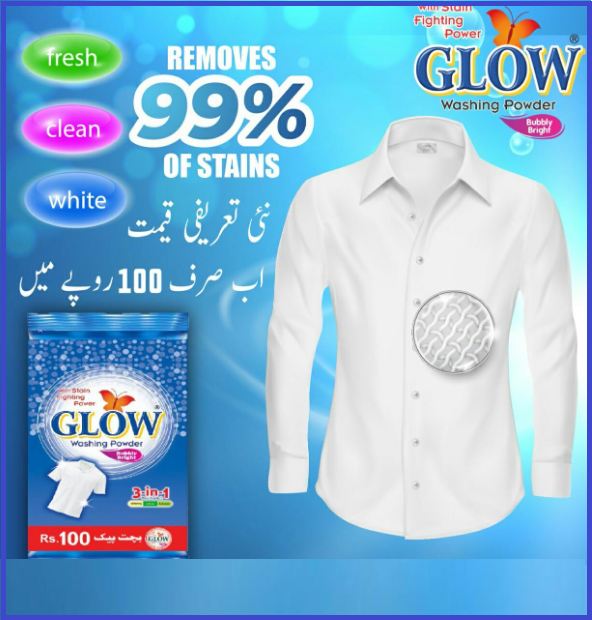 with Stain
Fighting
Power
GLOW®
Washing Powder
Bubbly
Bright
fresh
clean
white
REMOVES
99%
OF STAINS
نئی تعریفی قیمت
اب صرف 100 روپے میں
with Stain
Fighting
Power
GLOW®
Washing Powder
Bubbly
Bright
3-in-1
Rs.100 بچت پیک GLOW